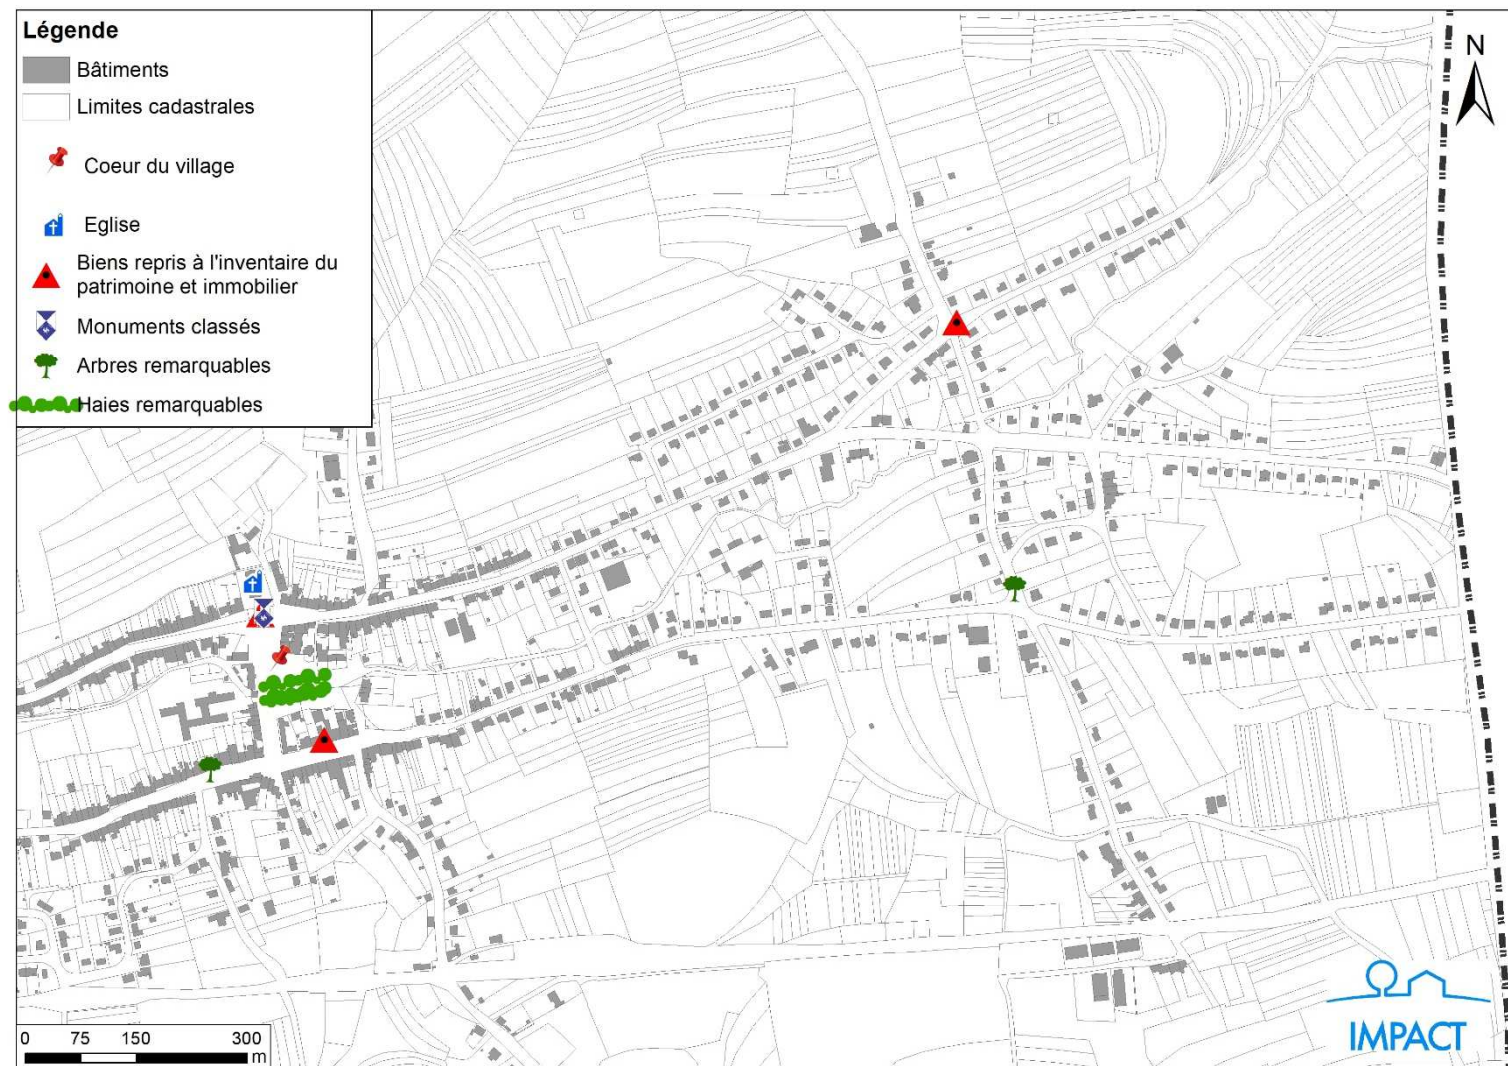 Légende
Bâtiments
Limites cadastrales
Coeur du village
Eglise
Biens repris à l'inventaire du
patrimoine et immobilier
Monuments classés
Arbres remarquables
Haies remarquables
N
0 75 150 300
m
IMPACT